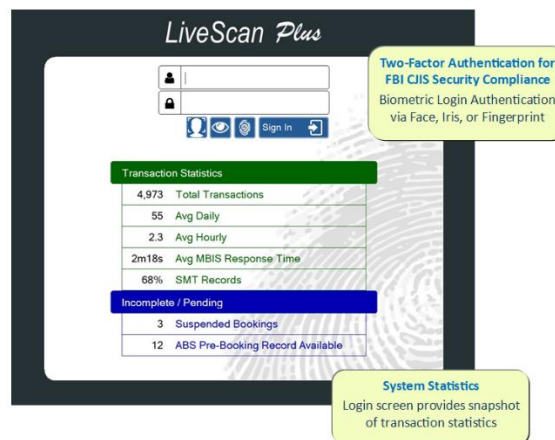 LiveScan Plus
Two-Factor Authentication for
FBI CJIS Security Compliance
Biometric Login Authentication
via Face, Iris, or Fingerprint
Sign In
Transaction Statistics
4,973 Total Transactions
55 Avg Daily
2.3 Avg Hourly
2m18s Avg MBIS Response Time
68% SMT Records
Incomplete / Pending
3 Suspended Bookings
12 ABS Pre-Booking Record Available
System Statistics
Login screen provides snapshot
of transaction statistics